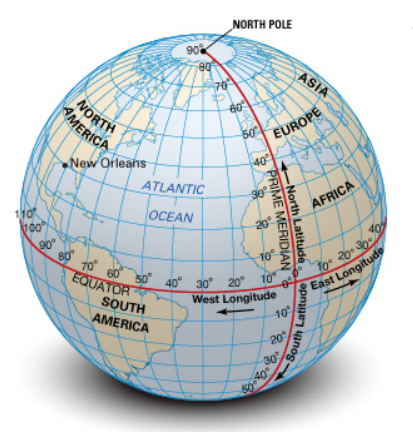 NORTH POLE
90°
80°
70°
60°
50°
40°
30°
20°
10°
0°
ASIA
EUROPE
NORTH
AMERICA
New Orleans
ATLANTIC
OCEAN
AFRICA
PRIME MERIDIAN
North Latitude
110°
100°
90°
80°
70°
60°
50°
40°
30°
20°
10°
10°
20°
30°
40°
EQUATOR
West Longitude
East Longitude
SOUTH
AMERICA
South Latitude
10°
20°
30°
40°
50°